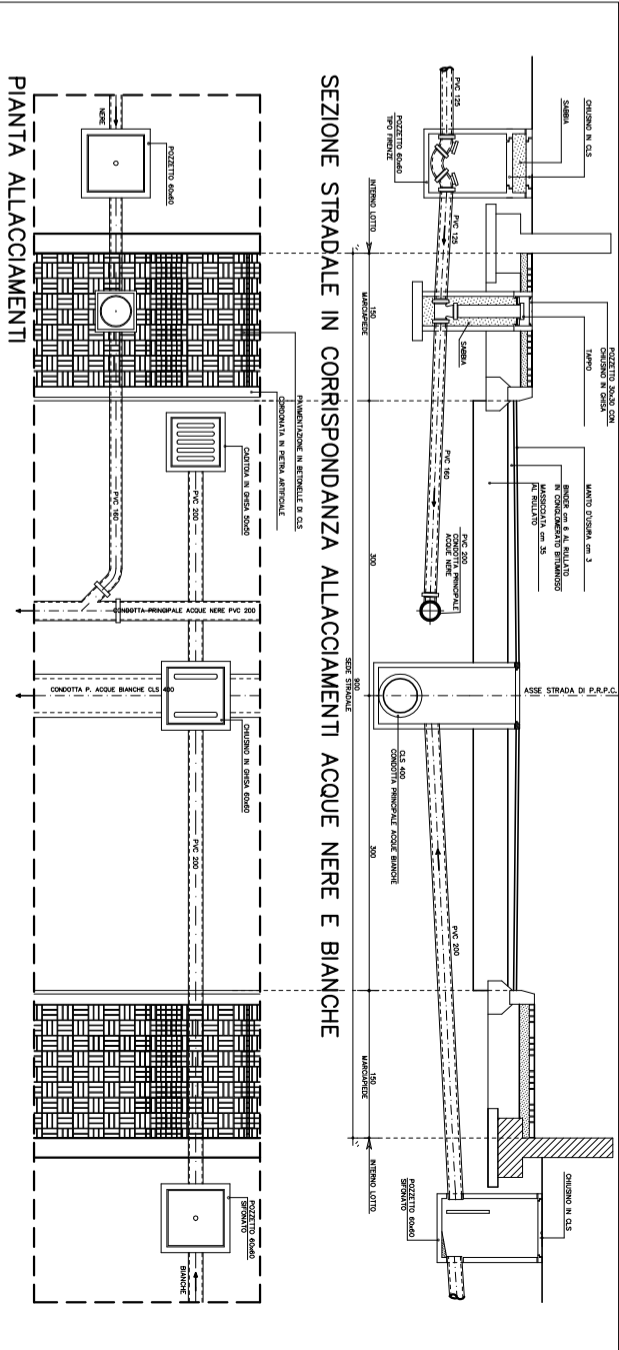 CHIUSINO IN CLS
SABBIA
PVC 125
POZZETTO 60x60
TIPO FIRENZE
INTERNO LOTTO
PVC 125
150
MARCIAPIEDE
POZZETTO 30x30 CON
CHIUSINO IN GHISA
TAPPO
SABBIA
PVC 160
MANTO D'USURA cm 3
BINDER cm 6 AL RULLATO
IN CONGLOMERATO BITUMINOSO
MASSICCIATA cm 35
AL RULLATO
PVC 200
CONDOTTA PRINCIPALE
ACQUE NERE
300
900
SEDE STRADALE
ASSE STRADA DI P.R.P.C.
CLS 400
CONDOTTA PRINCIPALE ACQUE BIANCHE
300
PVC 200
150
MARCIAPIEDE
INTERNO LOTTO
CHIUSINO IN CLS
POZZETTO 60x60
SIFONATO
SEZIONE STRADALE IN CORRISPONDANZA ALLACCIAMENTI ACQUE NERE E BIANCHE
NERE
POZZETTO 60x60
PAVIMENTAZIONE IN BETONELLE DI CLS
CORDONATA IN PIETRA ARTIFICIALE
CADITOIA IN GHISA 50x50
PVC 160
PVC 200
CONDOTTA PRINCIPALE ACQUE NERE PVC 200
CONDOTTA P. ACQUE BIANCHE CLS 400
CHIUSINO IN GHISA 60x60
PVC 200
POZZETTO 60x60
SIFONATO
BIANCHE
PIANTA ALLACCIAMENTI